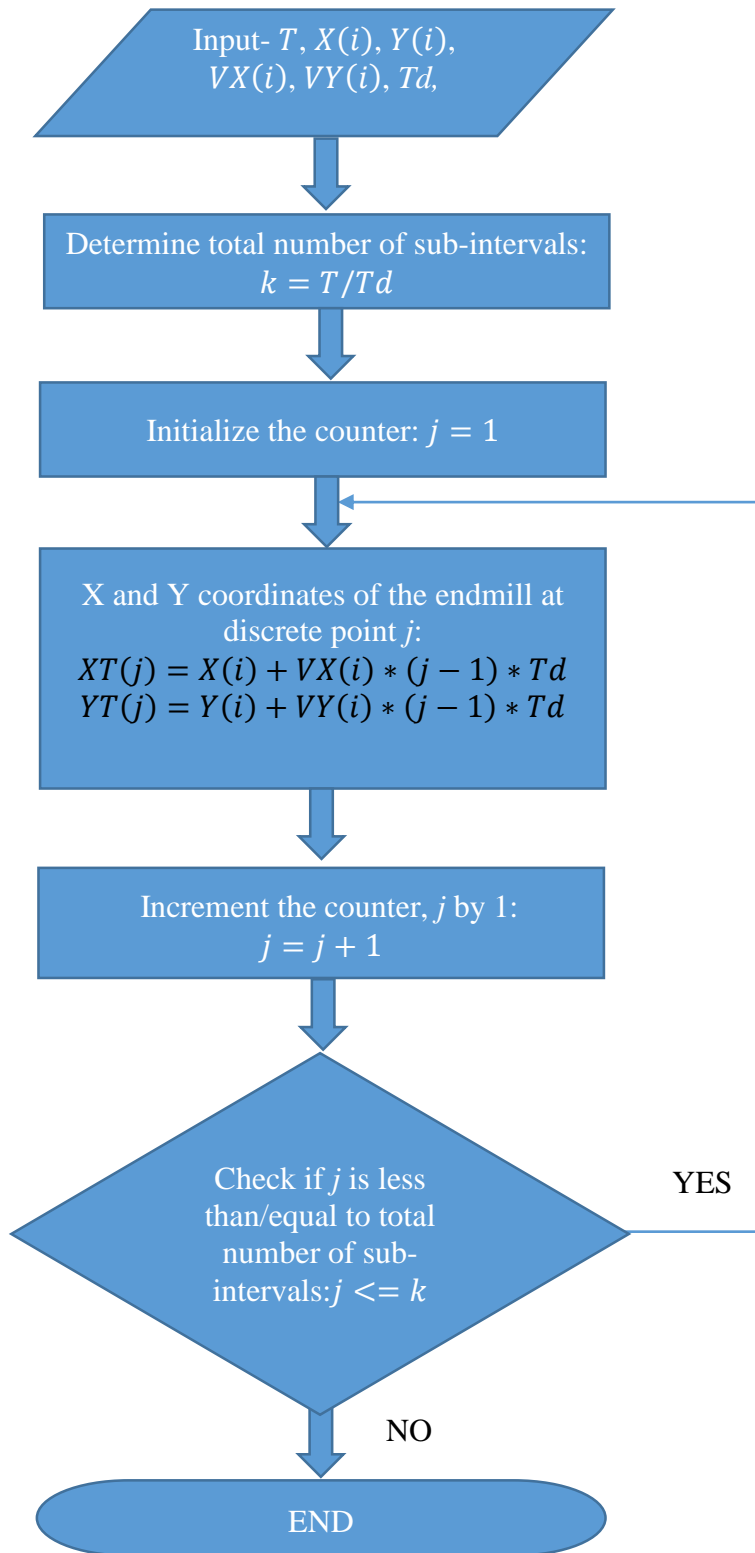 Input- T, X(i), Y(i),
VX(i), VY(i), Td,
Determine total number of sub-intervals:
k = T/Td
Initialize the counter: j = 1
X and Y coordinates of the endmill at
discrete point j:
XT(j) = X(i) + VX(i) ∗ (j − 1) ∗ Td
YT(j) = Y(i) + VY(i) ∗ (j − 1) ∗ Td
Increment the counter, j by 1:
j = j + 1
Check if j is less
than/equal to total
number of sub-
intervals:j <= k
YES
NO
END